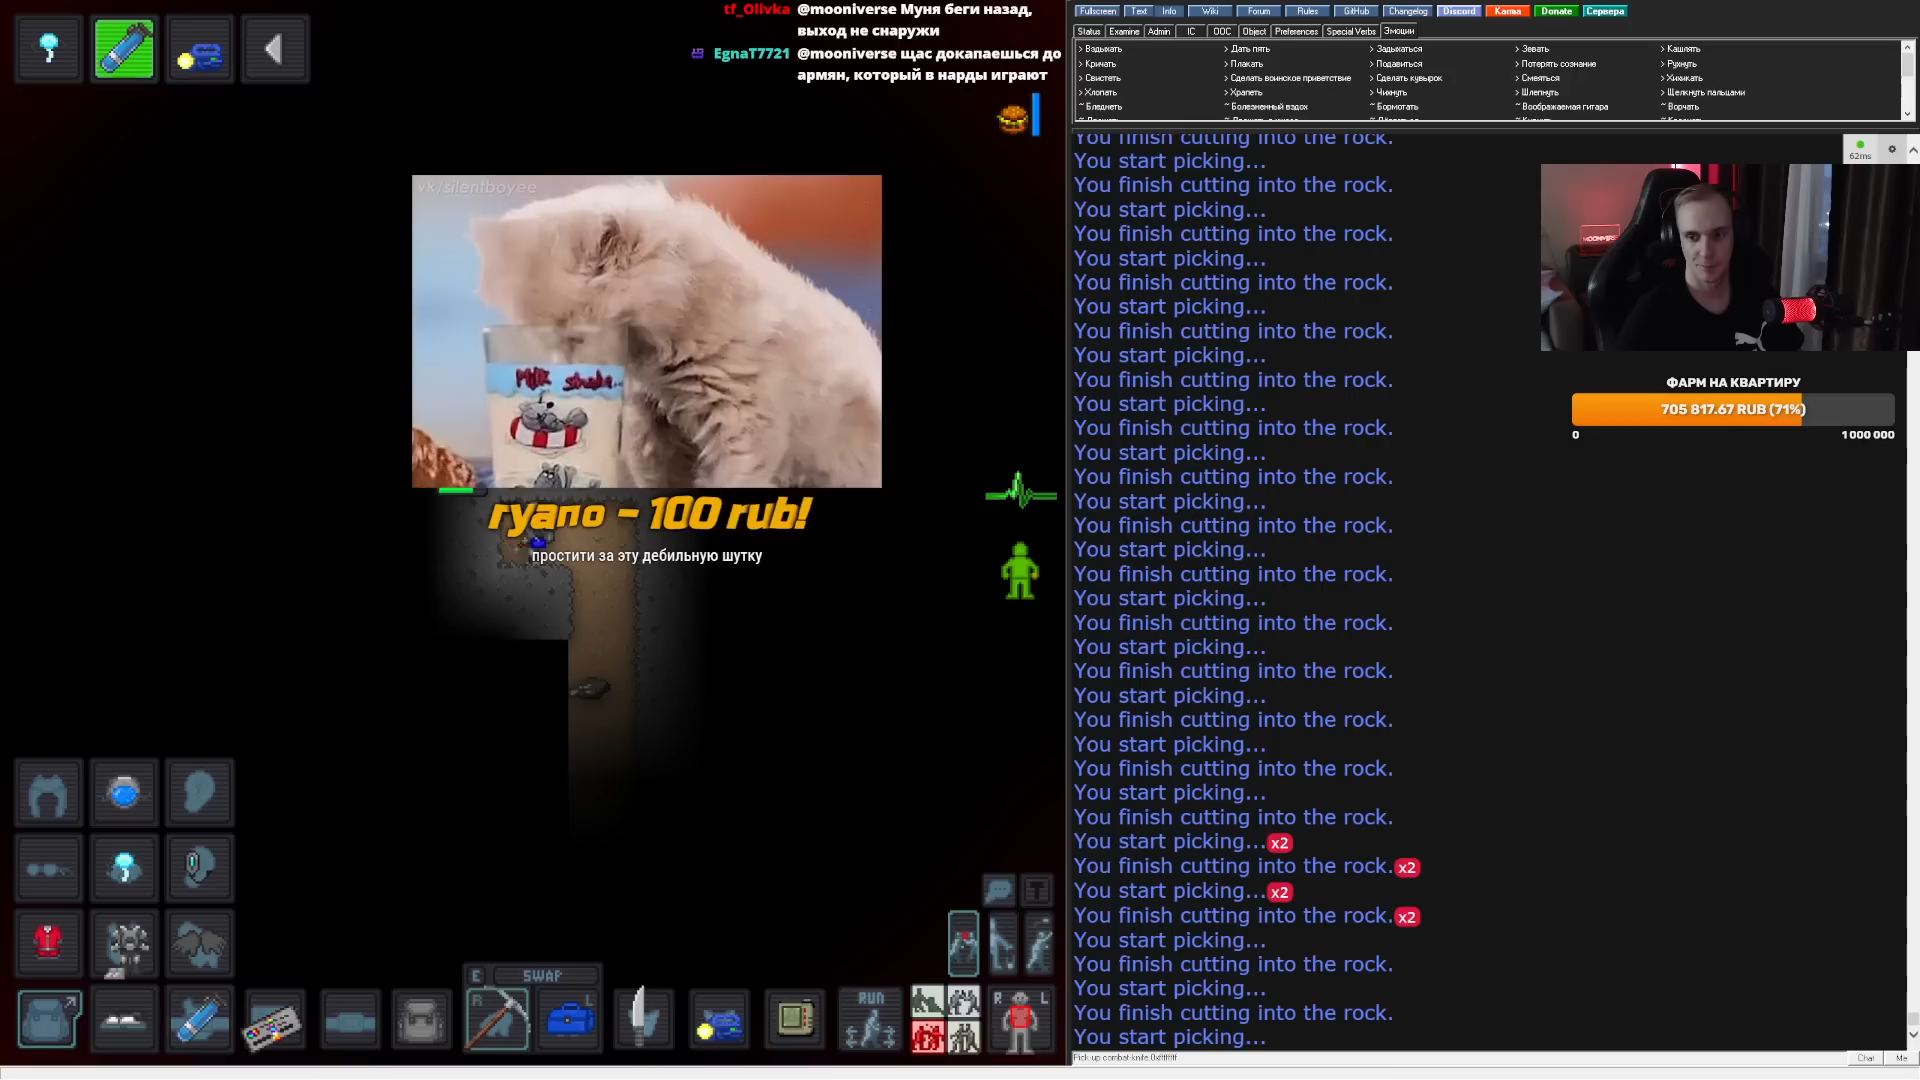 tf_Olivka @mooniverse Муня беги назад,
выход не снаружи
EgnaT7721 @mooniverse щас докапаешься до
армян, который в нарды играют
vk/silentboyee
Milk shake..
ryano - 100 rub!
простити за эту дебильную шутку
E SWAP
R L
RUN
R L
Fullscreen Text Info Wiki Forum Rules GitHub Changelog Discord Karma Donate Сервера
Status Examine Admin IC OOC Object Preferences Special Verbs Эмоции
> Вздыхать > Дать пять > Задыхаться > Зевать > Кашлять
> Кричать > Плакать > Подавиться > Потерять сознание > Рухнуть
> Свистеть > Сделать воинское приветствие > Сделать кувырок > Смеяться > Хихикать
> Хлопать > Храпеть > Чихнуть > Шлепнуть > Щелкнуть пальцами
~ Бледнеть ~ Болезненный вздох ~ Бормотать ~ Воображаемая гитара ~ Ворчать
You finish cutting into the rock.
You start picking...
You finish cutting into the rock.
You start picking...
You finish cutting into the rock.
You start picking...
You finish cutting into the rock.
You start picking...
You finish cutting into the rock.
You start picking...
You finish cutting into the rock.
You start picking...
You finish cutting into the rock.
You start picking...
You finish cutting into the rock.
You start picking...
You finish cutting into the rock.
You start picking...
You finish cutting into the rock.
You start picking...
You finish cutting into the rock.
You start picking...
You finish cutting into the rock.
You start picking...
You finish cutting into the rock.
You start picking...
You finish cutting into the rock.
You start picking...
You finish cutting into the rock.
You start picking...x2
You finish cutting into the rock.x2
You start picking...x2
You finish cutting into the rock.x2
You start picking...
You finish cutting into the rock.
You start picking...
You finish cutting into the rock.
You start picking...
62ms
ФАРМ НА КВАРТИРУ
705 817.67 RUB (71%)
0 1 000 000
Chat Me